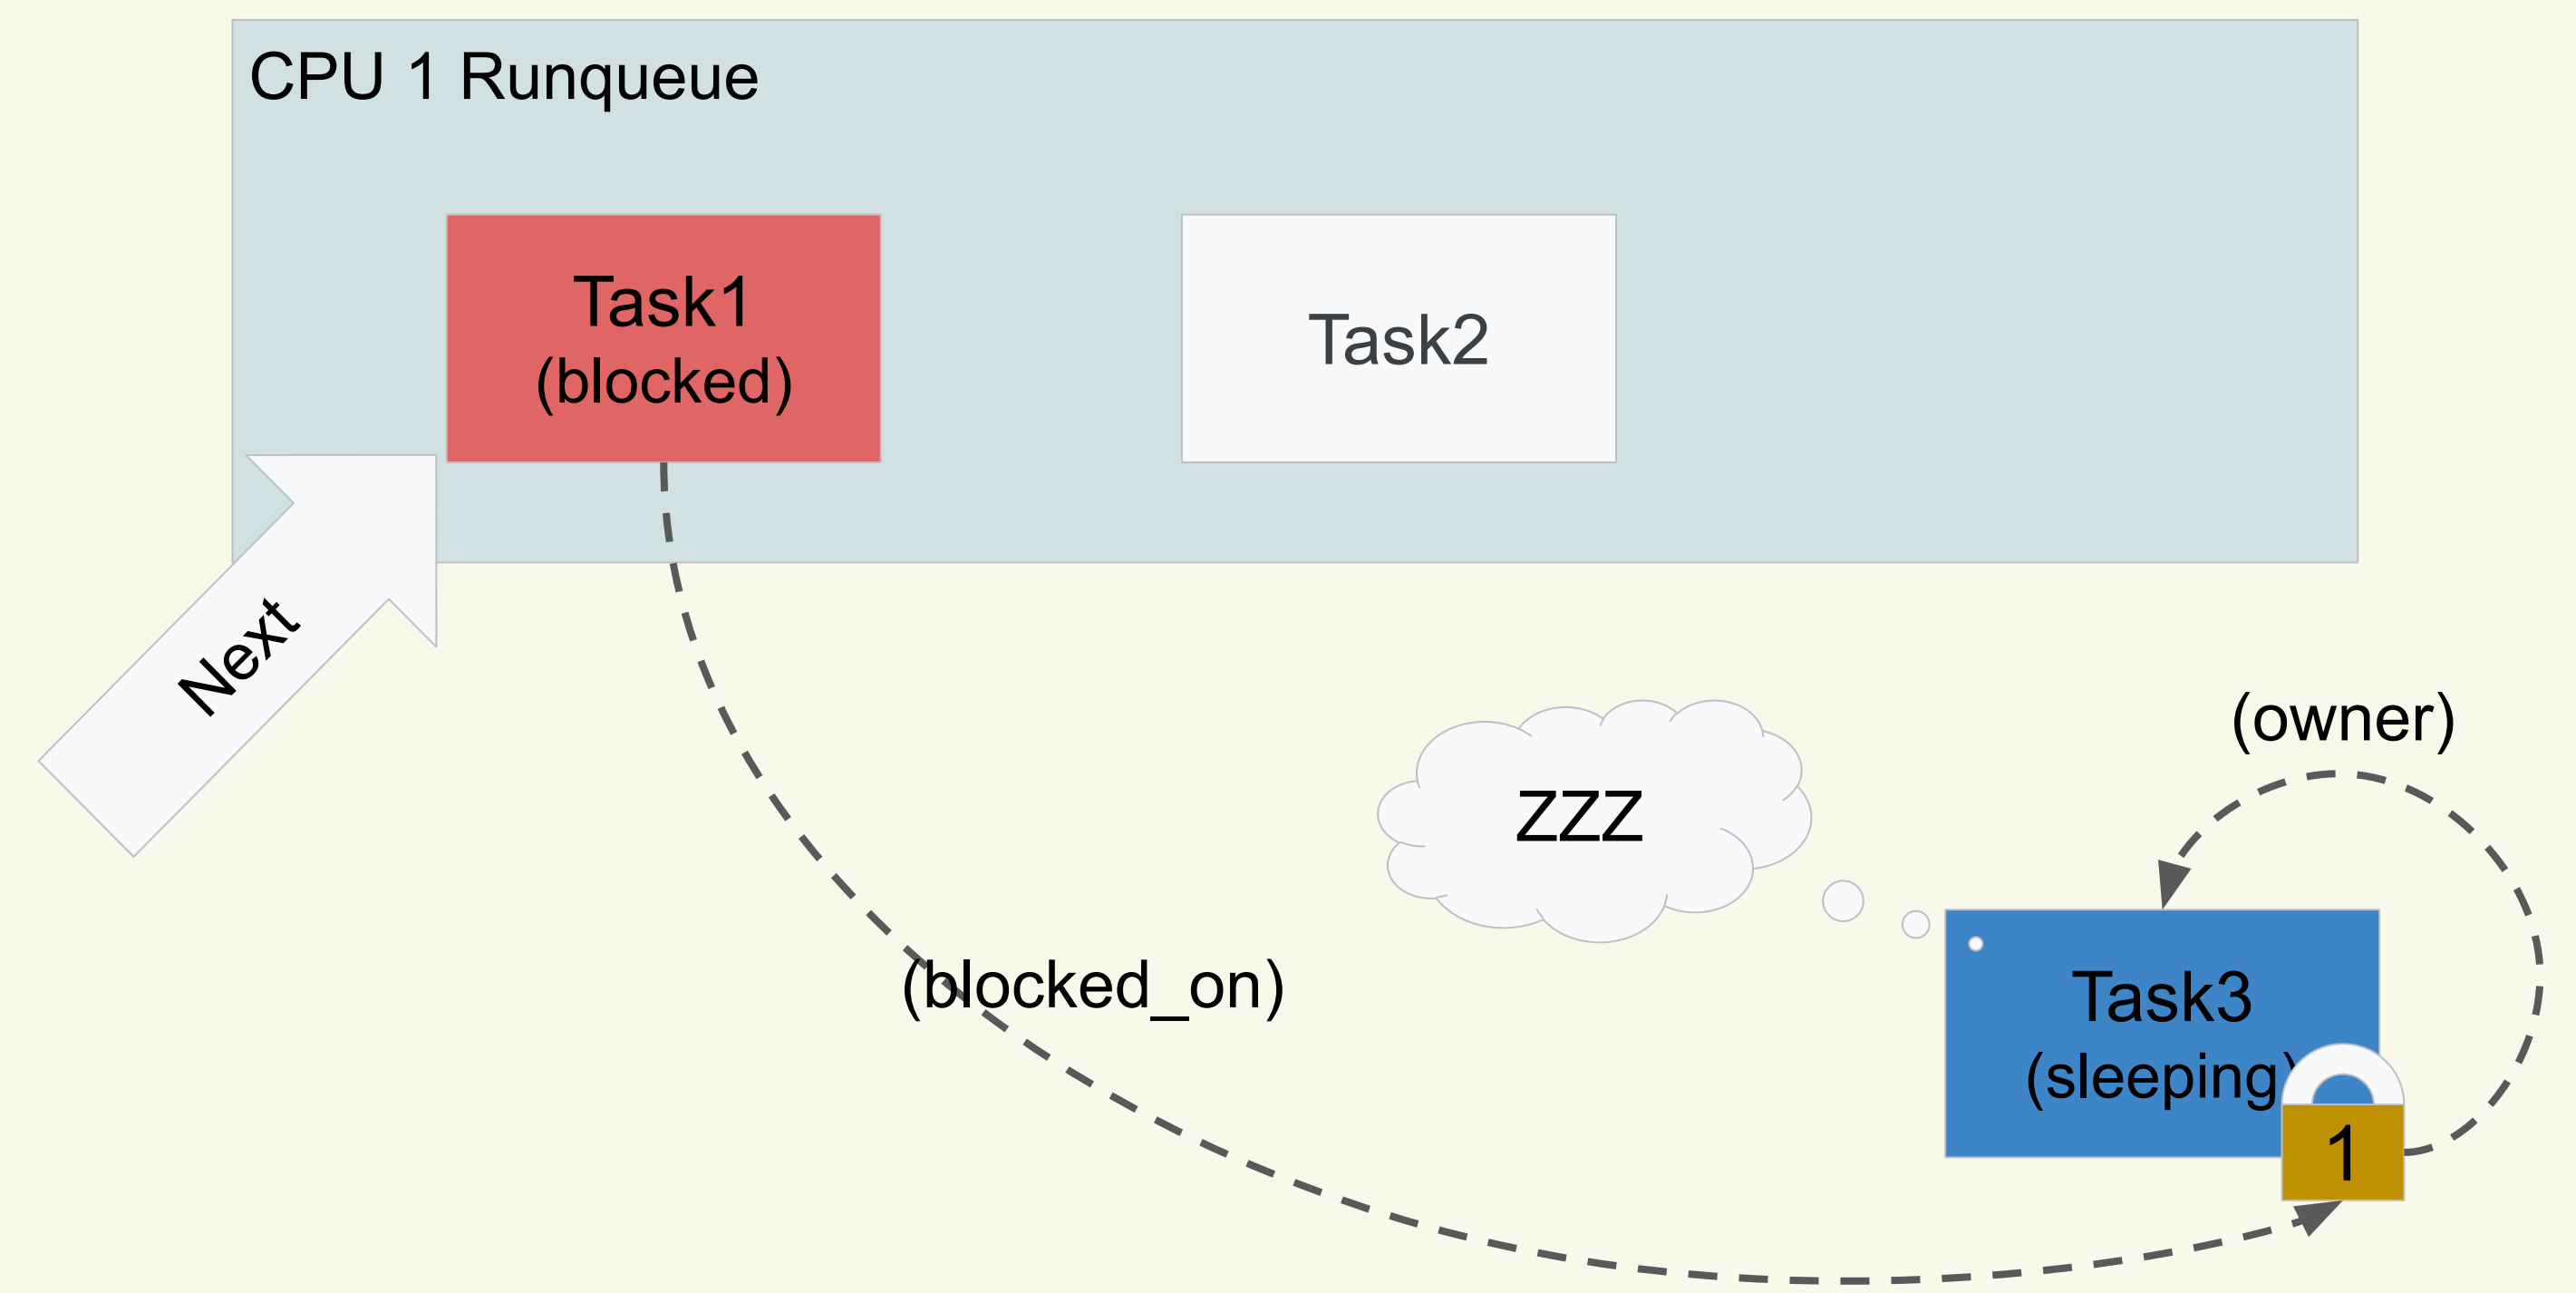 CPU 1 Runqueue
Task1
(blocked)
Task2
Next
ZZZ
(owner)
(blocked_on)
Task3
(sleeping)
1